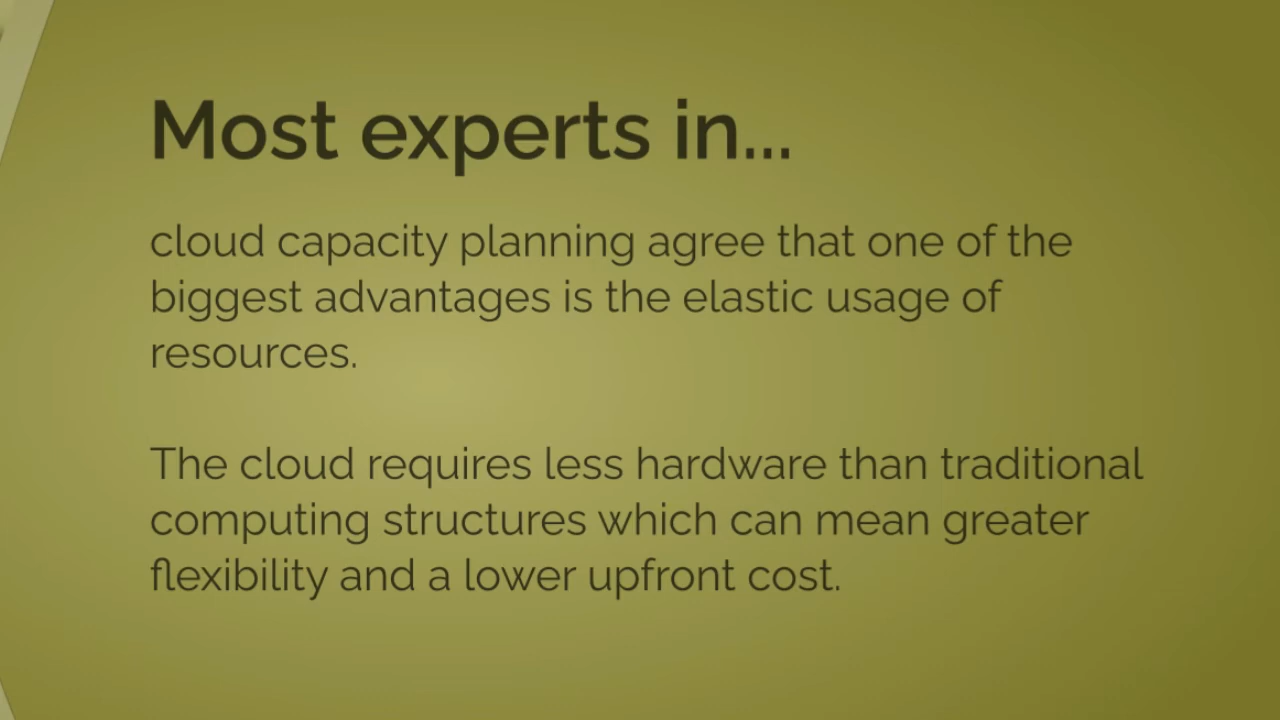 Most experts in...
cloud capacity planning agree that one of the
biggest advantages is the elastic usage of
resources.
The cloud requires less hardware than traditional
computing structures which can mean greater
flexibility and a lower upfront cost.